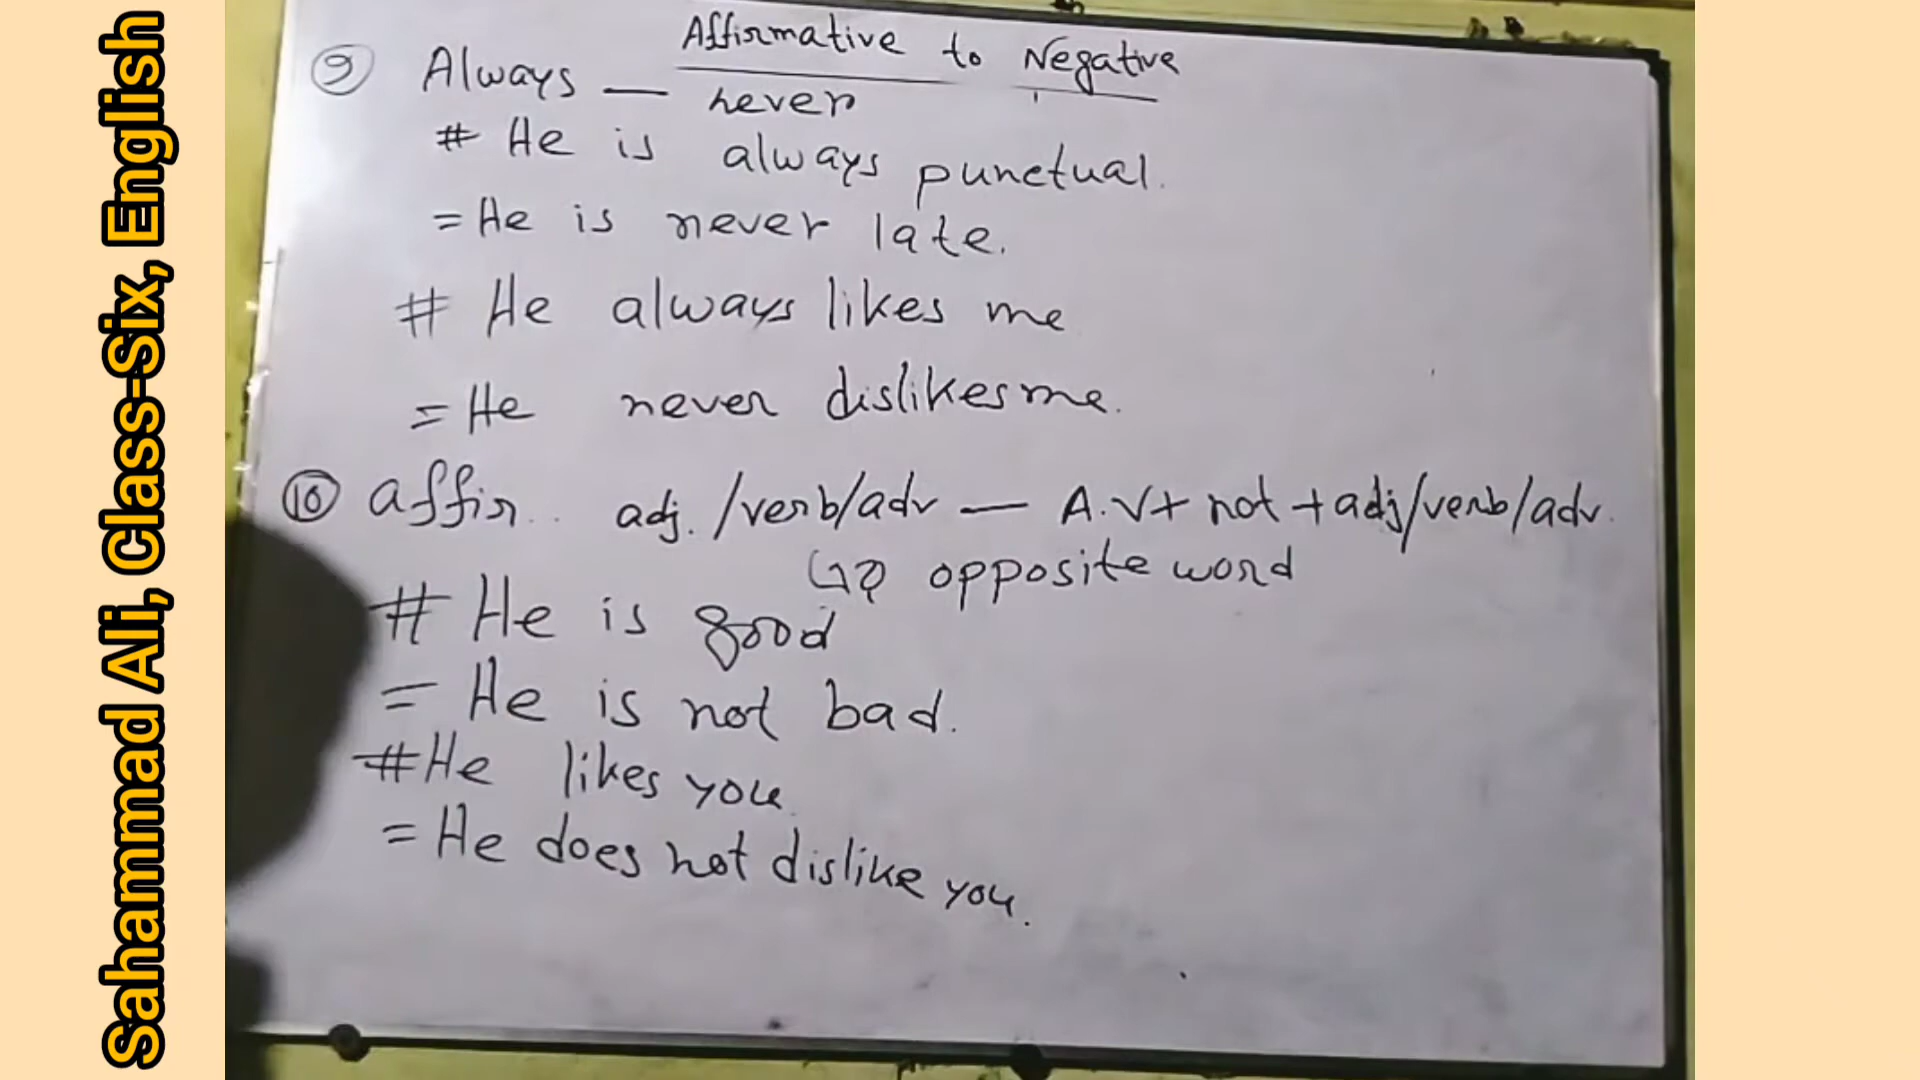 Sahammad Ali, Class-Six, English
Affirmative to Negative
9 Always — never
# He is always punctual.
= He is never late.
# He always likes me
= He never dislikes me.
10 affir.. adj. /verb/adv — A.V+ not + adj/verb/adv.
opposite word
# He is good
= He is not bad.
# He likes you.
= He does not dislike you.